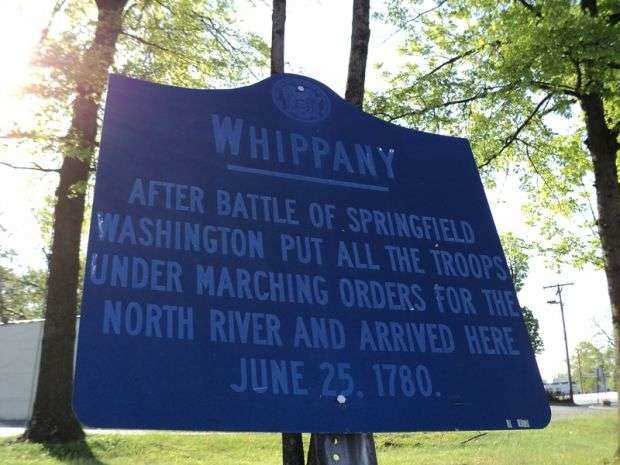 WHIPPANY
AFTER BATTLE OF SPRINGFIELD
WASHINGTON PUT ALL THE TROOPS
UNDER MARCHING ORDERS FOR THE
NORTH RIVER AND ARRIVED HERE
JUNE 25, 1780.